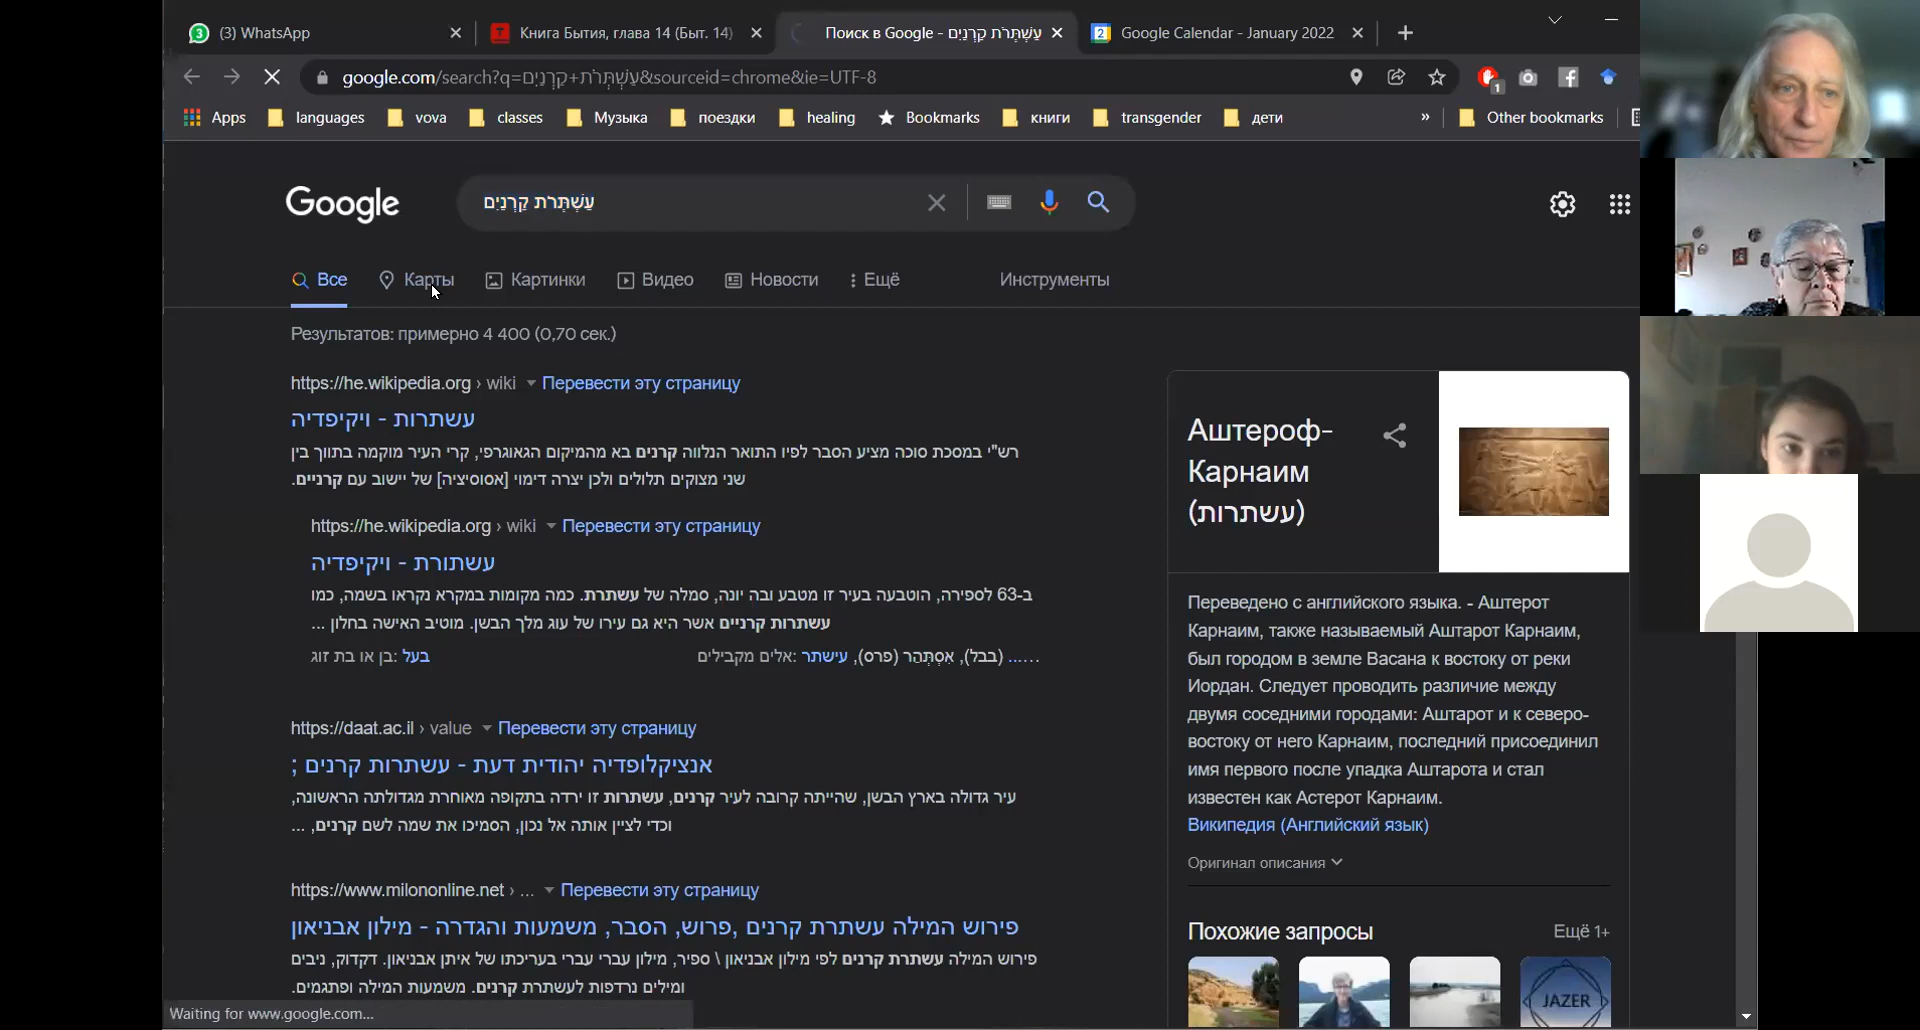 (3) WhatsApp
Книга Бытия, глава 14 (Быт. 14)
Поиск в Google - עַשְׁתְּרֹת קַרְנַיִם
Google Calendar - January 2022
google.com/search?q=עַשְׁתְּרֹת+קַרְנַיִם&sourceid=chrome&ie=UTF-8
Apps languages vova classes Музыка поездки healing Bookmarks книги transgender дети » Other bookmarks
Google
עַשְׁתְּרֹת קַרְנַיִם
Все Карты Картинки Видео Новости Ещё Инструменты
Результатов: примерно 4 400 (0,70 сек.)
https://he.wikipedia.org › wiki Перевести эту страницу
עשתרות - ויקיפדיה
רש"י במסכת סוכה מציע הסבר לפיו התואר הנלווה קרנים בא מהמיקום הגאוגרפי, קרי העיר מוקמה בתווך בין
שני מצוקים תלולים ולכן יצרה דימוי [אסוסיציה] של יישוב עם קרניים.
https://he.wikipedia.org › wiki Перевести эту страницу
עשתורת - ויקיפדיה
ב-63 לספירה, הוטבעה בעיר זו מטבע ובה יונה, סמלה של עשתרת. כמה מקומות במקרא נקראו בשמה, כמו
עשתרות קרניים אשר היא גם עירו של עוג מלך הבשן. מוטיב האישה בחלון ...
אלים מקבילים: עישתר (בבל), אִסְתְּהַר (פרס), ......
בן או בת זוג: בעל
https://daat.ac.il › value Перевести эту страницу
אנציקלופדיה יהודית דעת - עשתרות קרנים ;
עיר גדולה בארץ הבשן, שהייתה קרובה לעיר קרנים, עשתרות זו ירדה בתקופה מאוחרת מגדולתה הראשונה,
וכדי לציין אותה אל נכון, הסמיכו את שמה לשם קרנים, ...
https://www.milononline.net › ... Перевести эту страницу
פירוש המילה עשתרת קרנים ,פרוש, הסבר, משמעות והגדרה - מילון אבניאון
פירוש המילה עשתרת קרנים לפי מילון אבניאון \ ספיר, מילון עברי עברי בעריכתו של איתן אבניאון. דקדוק, ניבים
ומילים נרדפות לעשתרת קרנים. משמעות המילה ופתגמים.
Waiting for www.google.com...
Аштероф-
Карнаим
(עשתרות)
Переведено с английского языка. - Аштерот
Карнаим, также называемый Аштарот Карнаим,
был городом в земле Васана к востоку от реки
Иордан. Следует проводить различие между
двумя соседними городами: Аштарот и к северо-
востоку от него Карнаим, последний присоединил
имя первого после упадка Аштарота и стал
известен как Астерот Карнаим.
Википедия (Английский язык)
Оригинал описания
Похожие запросы Ещё 1+
JAZER